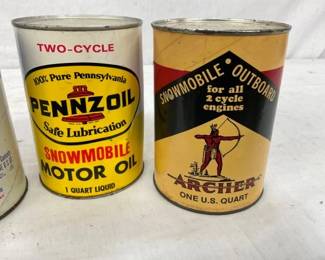 TWO-CYCLE
100% Pure Pennsylvania
PENNZOIL
Safe Lubrication
SNOWMOBILE
MOTOR OIL
1 QUART LIQUID
SNOWMOBILE • OUTBOARD
for all
2 cycle
engines
ARCHER
ONE U.S. QUART